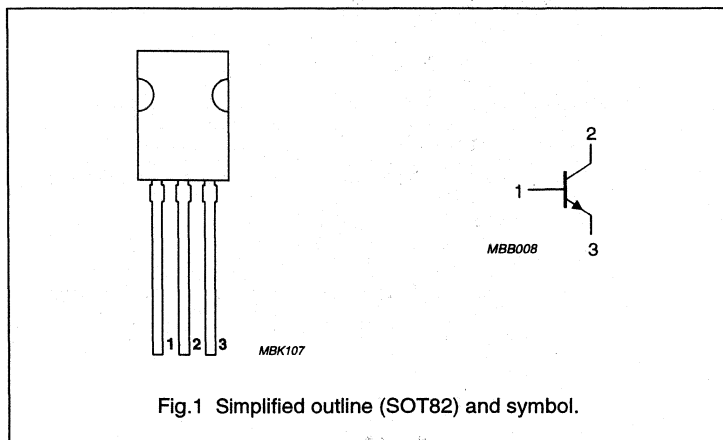 2
1
MBB008
3
1 2 3
MBK107
Fig.1 Simplified outline (SOT82) and symbol.